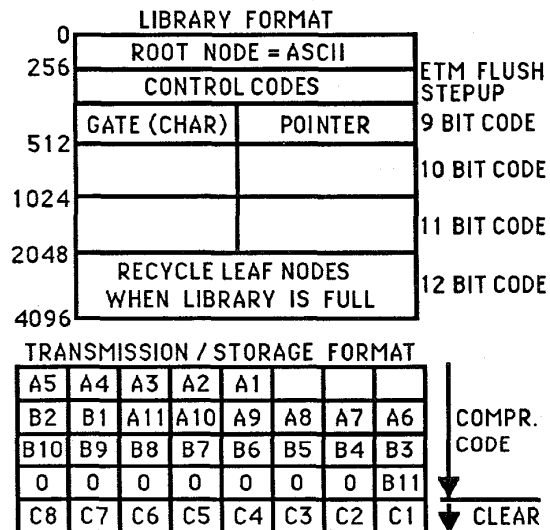 LIBRARY FORMAT
0
ROOT NODE = ASCII
256
CONTROL CODES
ETM FLUSH
STEPUP
GATE (CHAR) POINTER 9 BIT CODE
512
10 BIT CODE
1024
11 BIT CODE
2048
RECYCLE LEAF NODES
WHEN LIBRARY IS FULL
12 BIT CODE
4096
TRANSMISSION / STORAGE FORMAT
A5 A4 A3 A2 A1
B2 B1 A11 A10 A9 A8 A7 A6
B10 B9 B8 B7 B6 B5 B4 B3
0 0 0 0 0 0 0 B11
C8 C7 C6 C5 C4 C3 C2 C1
COMPR.
CODE
CLEAR